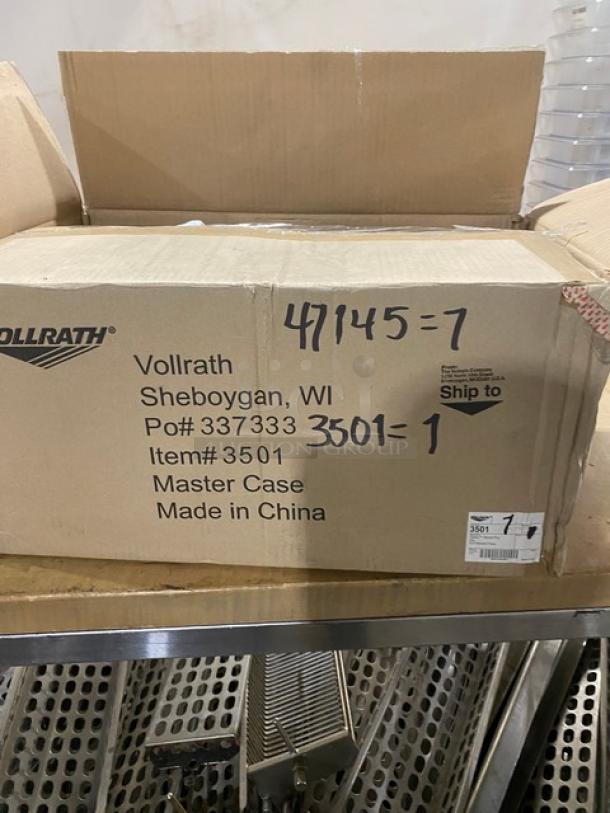 OLLRATH®
47145=7
Vollrath
Sheboygan, WI
Po# 337333
3501=1
Item# 3501
Master Case
Made in China
Ship to
3501
7